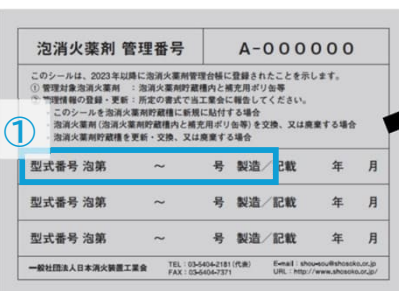 泡消火薬剤 管理番号 A-000000
このシールは、2023年以降に泡消火薬剤管理台帳に登録されたことを示します。
① 管理対象泡消火薬剤 : 泡消火薬剤貯蔵槽内と補充用ポリ缶等
② 管理情報の登録・更新 : 所定の書式で当工業会に報告してください。
・このシールを泡消火薬剤貯蔵槽に新規に貼付する場合
・泡消火薬剤(泡消火薬剤貯蔵槽内と補充用ポリ缶等)を交換、又は廃棄する場合
・泡消火薬剤貯蔵槽を更新・交換、又は廃棄する場合
①
型式番号 泡第 ~ 号 製造/記載 年 月
型式番号 泡第 ~ 号 製造/記載 年 月
型式番号 泡第 ~ 号 製造/記載 年 月
一般社団法人日本消火装置工業会
TEL : 03-5404-2181(代表)
FAX : 03-5404-7371
E-mail : shou-sou@shosoko.or.jp
URL : http://www.shosoko.or.jp/